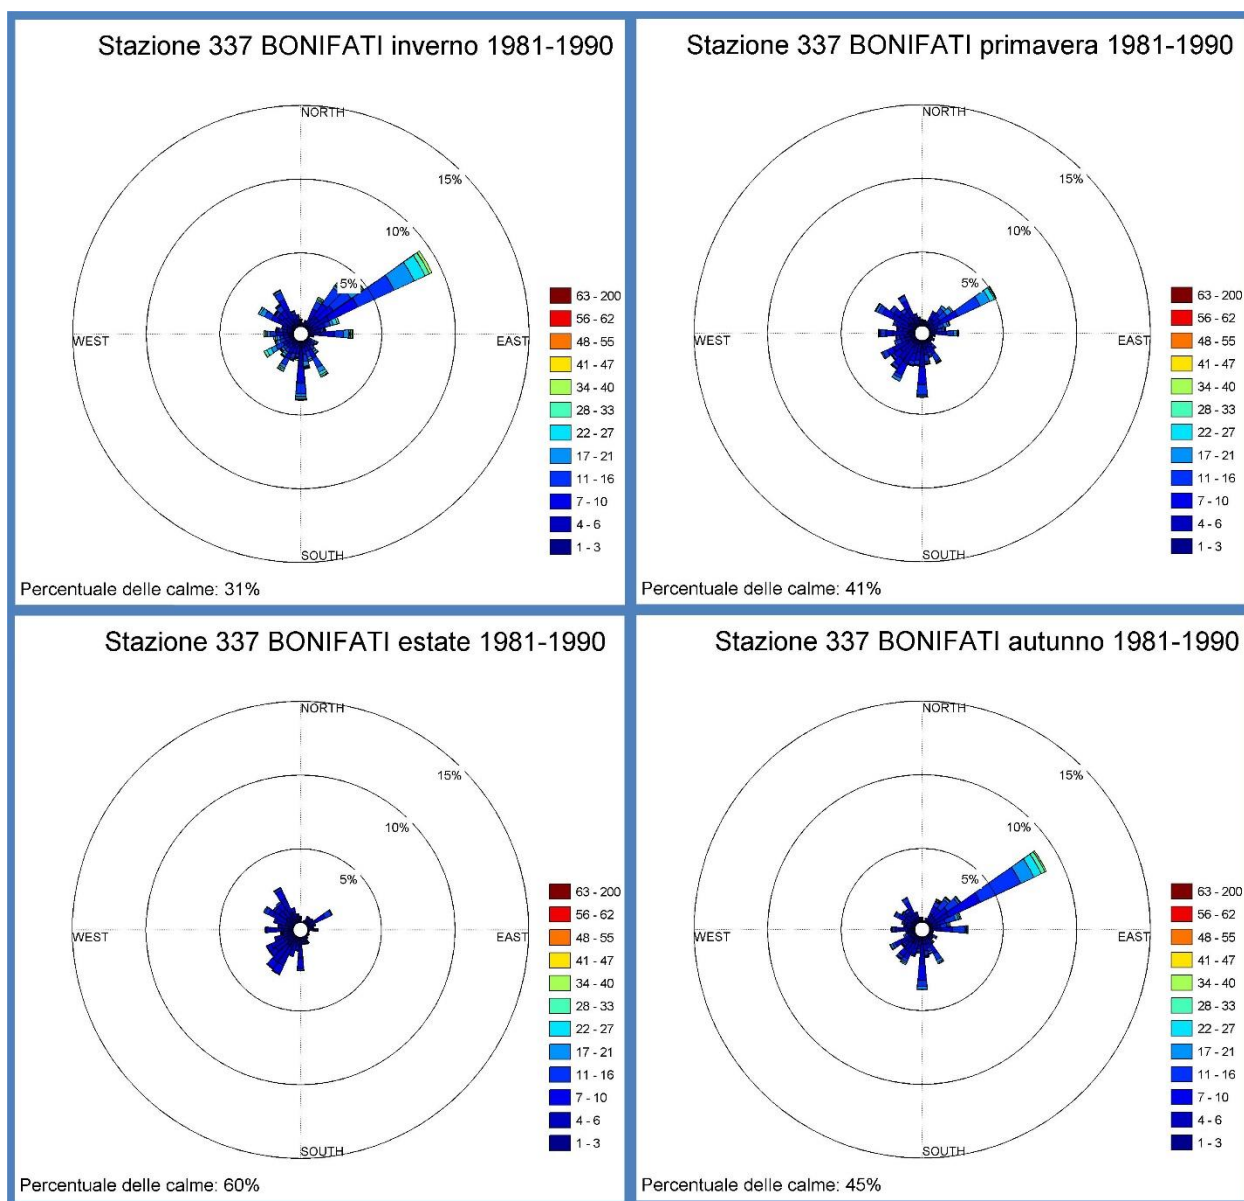 Stazione 337 BONIFATI inverno 1981-1990
NORTH
15%
10%
5%
WEST
EAST
SOUTH
63 - 200
56 - 62
48 - 55
41 - 47
34 - 40
28 - 33
22 - 27
17 - 21
11 - 16
7 - 10
4 - 6
1 - 3
Percentuale delle calme: 31%
Stazione 337 BONIFATI primavera 1981-1990
NORTH
15%
10%
5%
WEST
EAST
SOUTH
63 - 200
56 - 62
48 - 55
41 - 47
34 - 40
28 - 33
22 - 27
17 - 21
11 - 16
7 - 10
4 - 6
1 - 3
Percentuale delle calme: 41%
Stazione 337 BONIFATI estate 1981-1990
NORTH
15%
10%
5%
WEST
EAST
SOUTH
63 - 200
56 - 62
48 - 55
41 - 47
34 - 40
28 - 33
22 - 27
17 - 21
11 - 16
7 - 10
4 - 6
1 - 3
Percentuale delle calme: 60%
Stazione 337 BONIFATI autunno 1981-1990
NORTH
15%
10%
5%
WEST
EAST
SOUTH
63 - 200
56 - 62
48 - 55
41 - 47
34 - 40
28 - 33
22 - 27
17 - 21
11 - 16
7 - 10
4 - 6
1 - 3
Percentuale delle calme: 45%